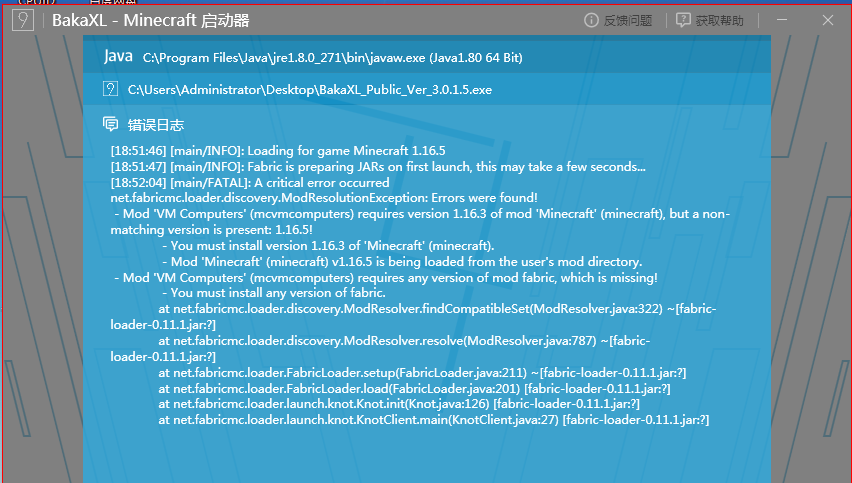 BakaXL - Minecraft 启动器
反馈问题
获取帮助
Java C:\Program Files\Java\jre1.8.0_271\bin\javaw.exe (Java1.80 64 Bit)
C:\Users\Administrator\Desktop\BakaXL_Public_Ver_3.0.1.5.exe
错误日志
[18:51:46] [main/INFO]: Loading for game Minecraft 1.16.5
[18:51:47] [main/INFO]: Fabric is preparing JARs on first launch, this may take a few seconds...
[18:52:04] [main/FATAL]: A critical error occurred
net.fabricmc.loader.discovery.ModResolutionException: Errors were found!
- Mod 'VM Computers' (mcvmcomputers) requires version 1.16.3 of mod 'Minecraft' (minecraft), but a non-
matching version is present: 1.16.5!
- You must install version 1.16.3 of 'Minecraft' (minecraft).
- Mod 'Minecraft' (minecraft) v1.16.5 is being loaded from the user's mod directory.
- Mod 'VM Computers' (mcvmcomputers) requires any version of mod fabric, which is missing!
- You must install any version of fabric.
at net.fabricmc.loader.discovery.ModResolver.findCompatibleSet(ModResolver.java:322) ~[fabric-
loader-0.11.1.jar:?]
at net.fabricmc.loader.discovery.ModResolver.resolve(ModResolver.java:787) ~[fabric-
loader-0.11.1.jar:?]
at net.fabricmc.loader.FabricLoader.setup(FabricLoader.java:211) ~[fabric-loader-0.11.1.jar:?]
at net.fabricmc.loader.FabricLoader.load(FabricLoader.java:201) [fabric-loader-0.11.1.jar:?]
at net.fabricmc.loader.launch.knot.Knot.init(Knot.java:126) [fabric-loader-0.11.1.jar:?]
at net.fabricmc.loader.launch.knot.KnotClient.main(KnotClient.java:27) [fabric-loader-0.11.1.jar:?]